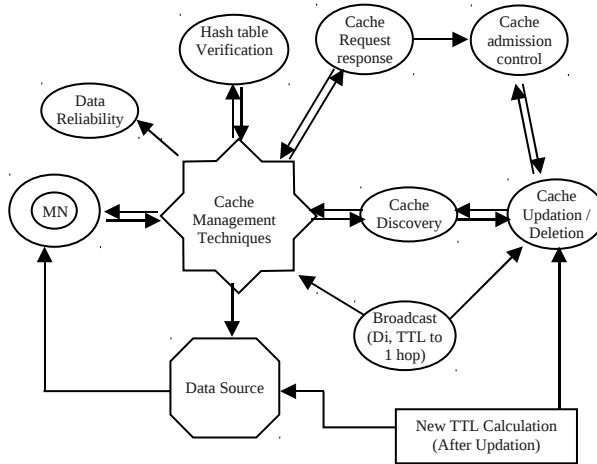 Hash table
Verification
Cache
Request
response
Cache
admission
control
Data
Reliability
MN
Cache
Management
Techniques
Cache
Discovery
Cache
Updation /
Deletion
Broadcast
(Di, TTL to
1 hop)
Data Source
New TTL Calculation
(After Updation)